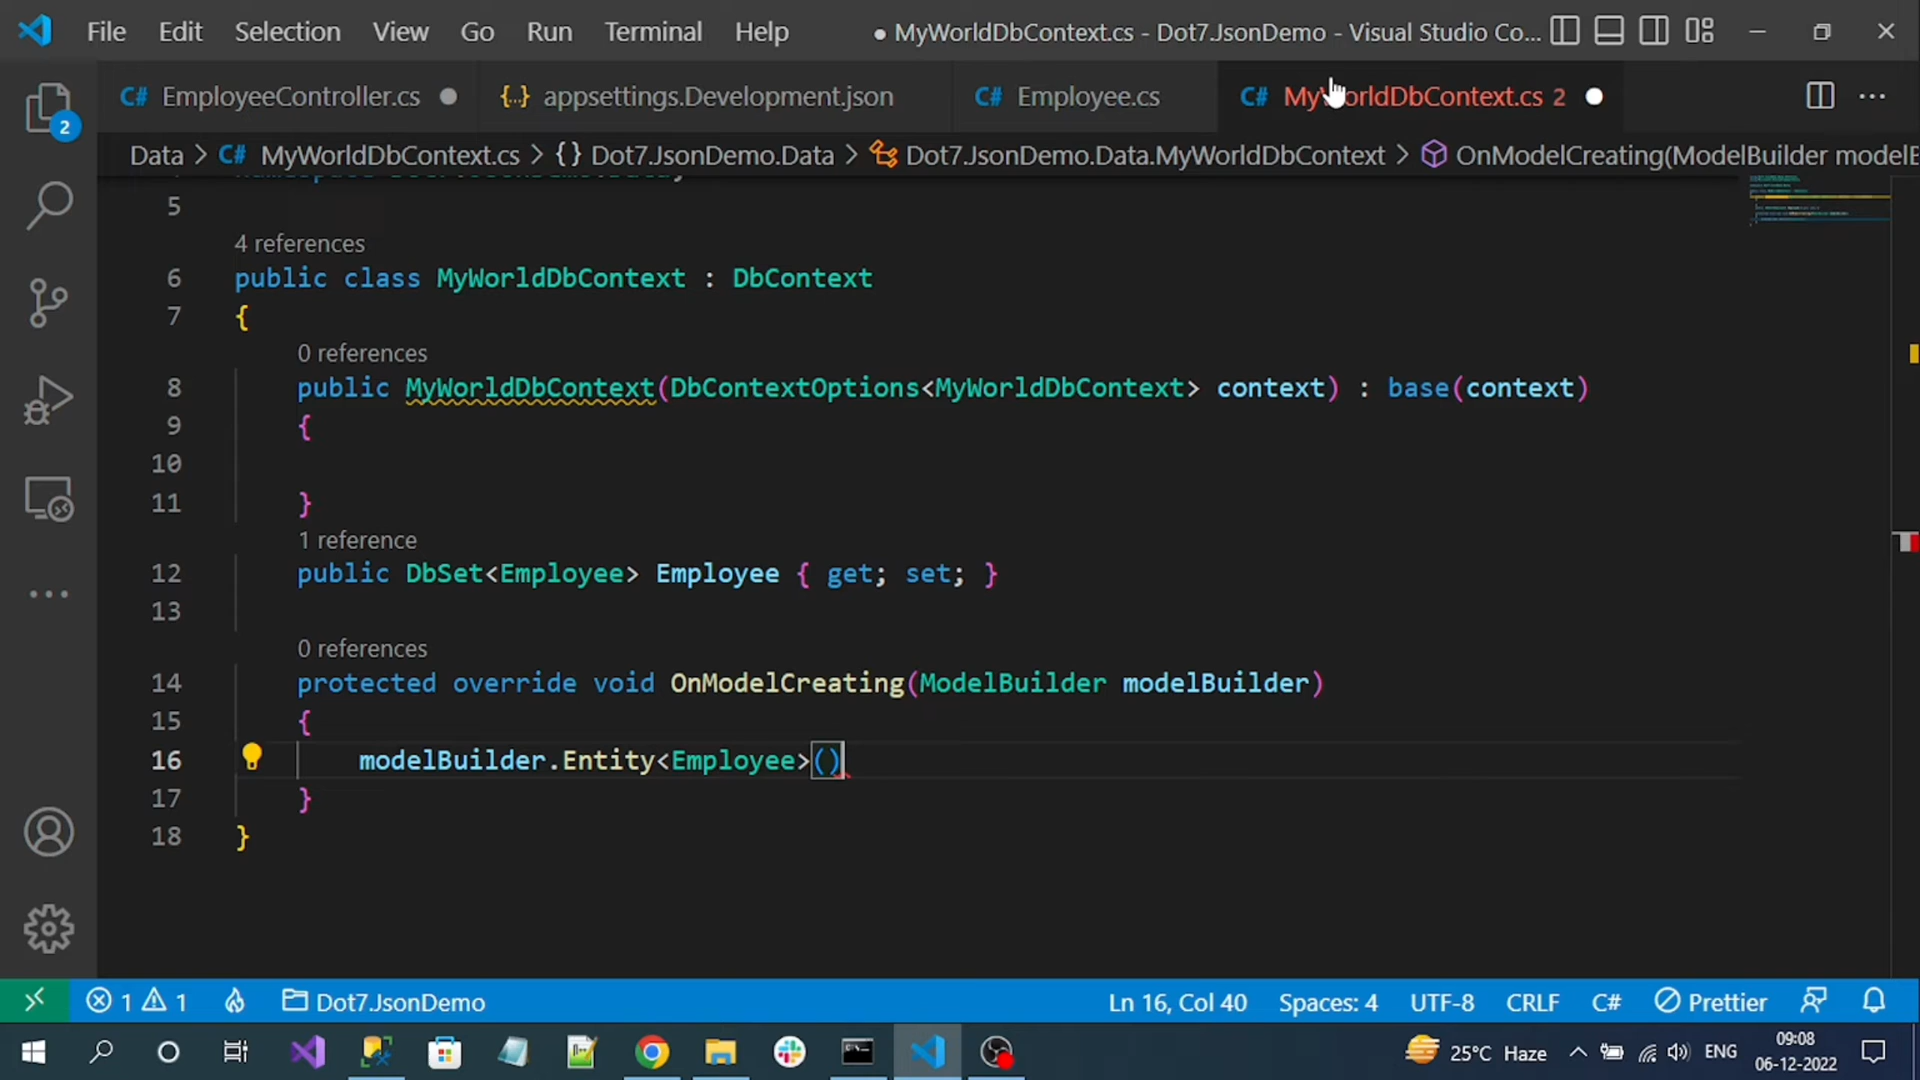 File Edit Selection View Go Run Terminal Help ● MyWorldDbContext.cs - Dot7.JsonDemo - Visual Studio Co...
C# EmployeeController.cs {..} appsettings.Development.json C# Employee.cs C# MyWorldDbContext.cs 2
2
Data > C# MyWorldDbContext.cs > {} Dot7.JsonDemo.Data > Dot7.JsonDemo.Data.MyWorldDbContext > OnModelCreating(ModelBuilder modelB
5
4 references
6 public class MyWorldDbContext : DbContext
7 {
0 references
8 public MyWorldDbContext(DbContextOptions<MyWorldDbContext> context) : base(context)
9 {
10
11 }
1 reference
12 public DbSet<Employee> Employee { get; set; }
13
0 references
14 protected override void OnModelCreating(ModelBuilder modelBuilder)
15 {
16 modelBuilder.Entity<Employee>()
17 }
18 }
1 1 Dot7.JsonDemo Ln 16, Col 40 Spaces: 4 UTF-8 CRLF C# Prettier
25°C Haze ENG 09:08
06-12-2022